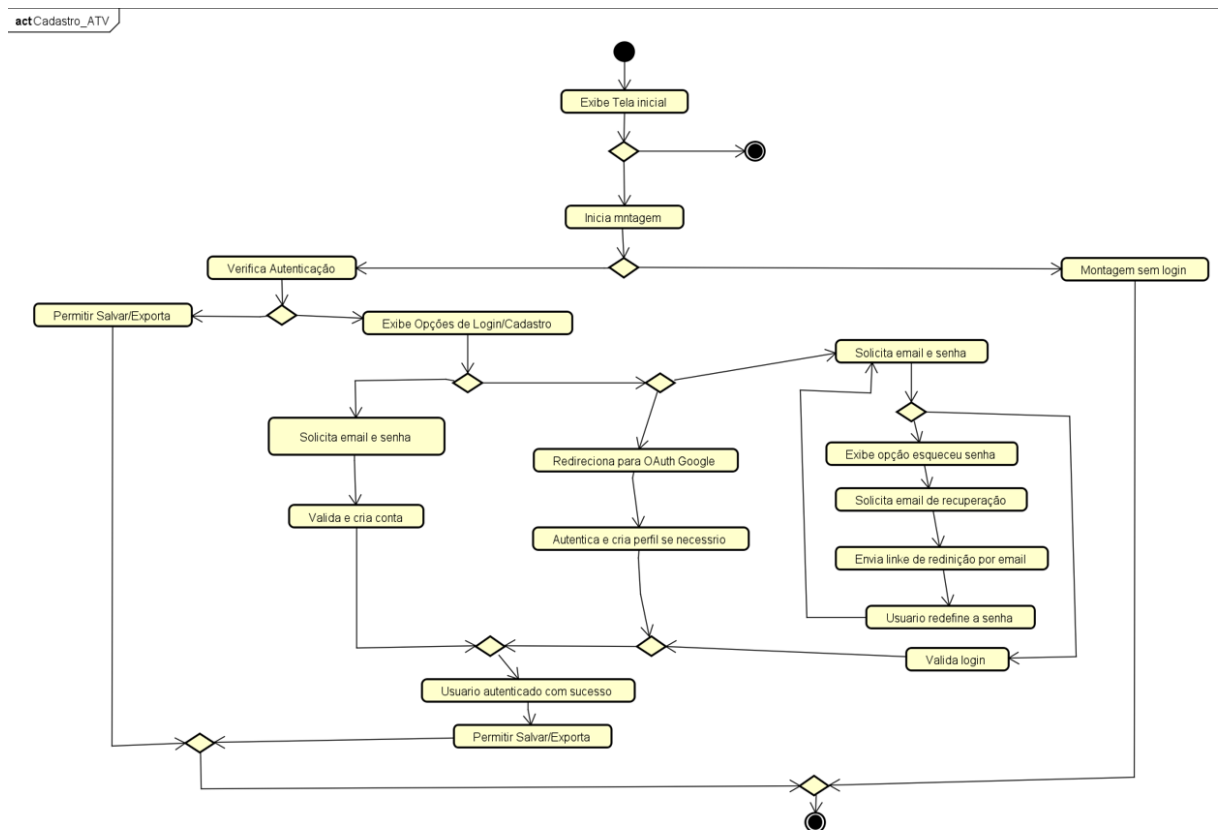 act Cadastro_ATV
Exibe Tela inicial
Inicia mntagem
Verifica Autenticação
Montagem sem login
Permitir Salvar/Exporta
Exibe Opções de Login/Cadastro
Solicita email e senha
Solicita email e senha
Exibe opção esqueceu senha
Redireciona para OAuth Google
Solicita email de recuperação
Valida e cria conta
Autentica e cria perfil se necessrio
Envia linke de redinição por email
Usuario redefine a senha
Valida login
Usuario autenticado com sucesso
Permitir Salvar/Exporta